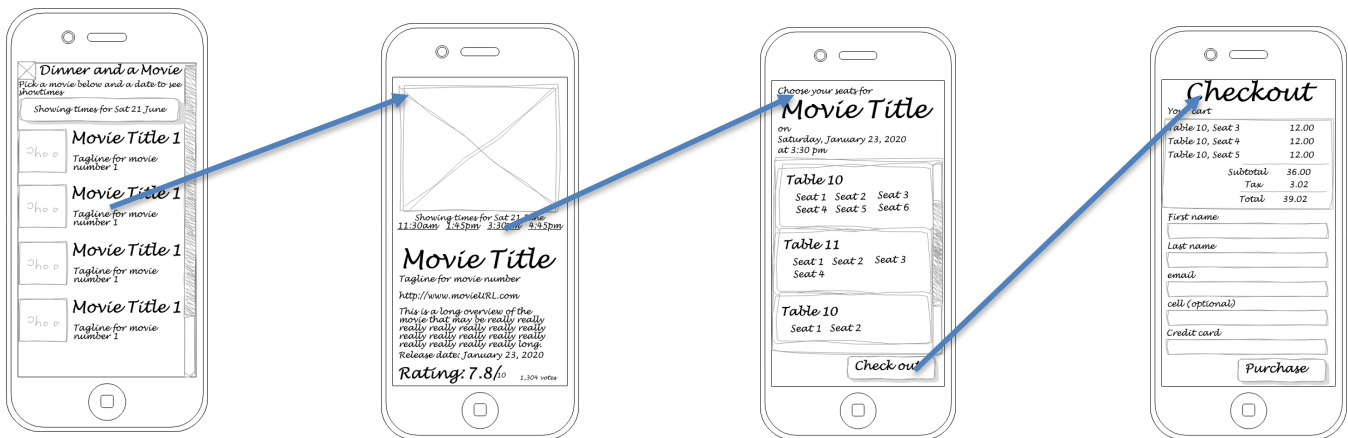 Dinner and a Movie
Pick a movie below and a date to see
showtimes
Showing times for Sat 21 June
Movie Title 1
Tagline for movie
number 1
Movie Title 1
Tagline for movie
number 1
Movie Title 1
Tagline for movie
number 1
Movie Title 1
Tagline for movie
number 1
Showing times for Sat 21 June
11:30am 1:45pm 3:30pm 4:45pm
Movie Title
Tagline for movie number
http://www.movieURL.com
This is a long overview of the
movie that may be really really
really really really really really
really really really really really
really really really really long.
Release date: January 23, 2020
Rating: 7.8/10 1,304 votes
Choose your seats for
Movie Title
on
Saturday, January 23, 2020
at 3:30 pm
Table 10
Seat 1 Seat 2 Seat 3
Seat 4 Seat 5 Seat 6
Table 11
Seat 1 Seat 2 Seat 3
Seat 4
Table 10
Seat 1 Seat 2
Check out
Checkout
Your cart
Table 10, Seat 3 12.00
Table 10, Seat 4 12.00
Table 10, Seat 5 12.00
Subtotal 36.00
Tax 3.02
Total 39.02
First name
Last name
email
cell (optional)
Credit card
Purchase